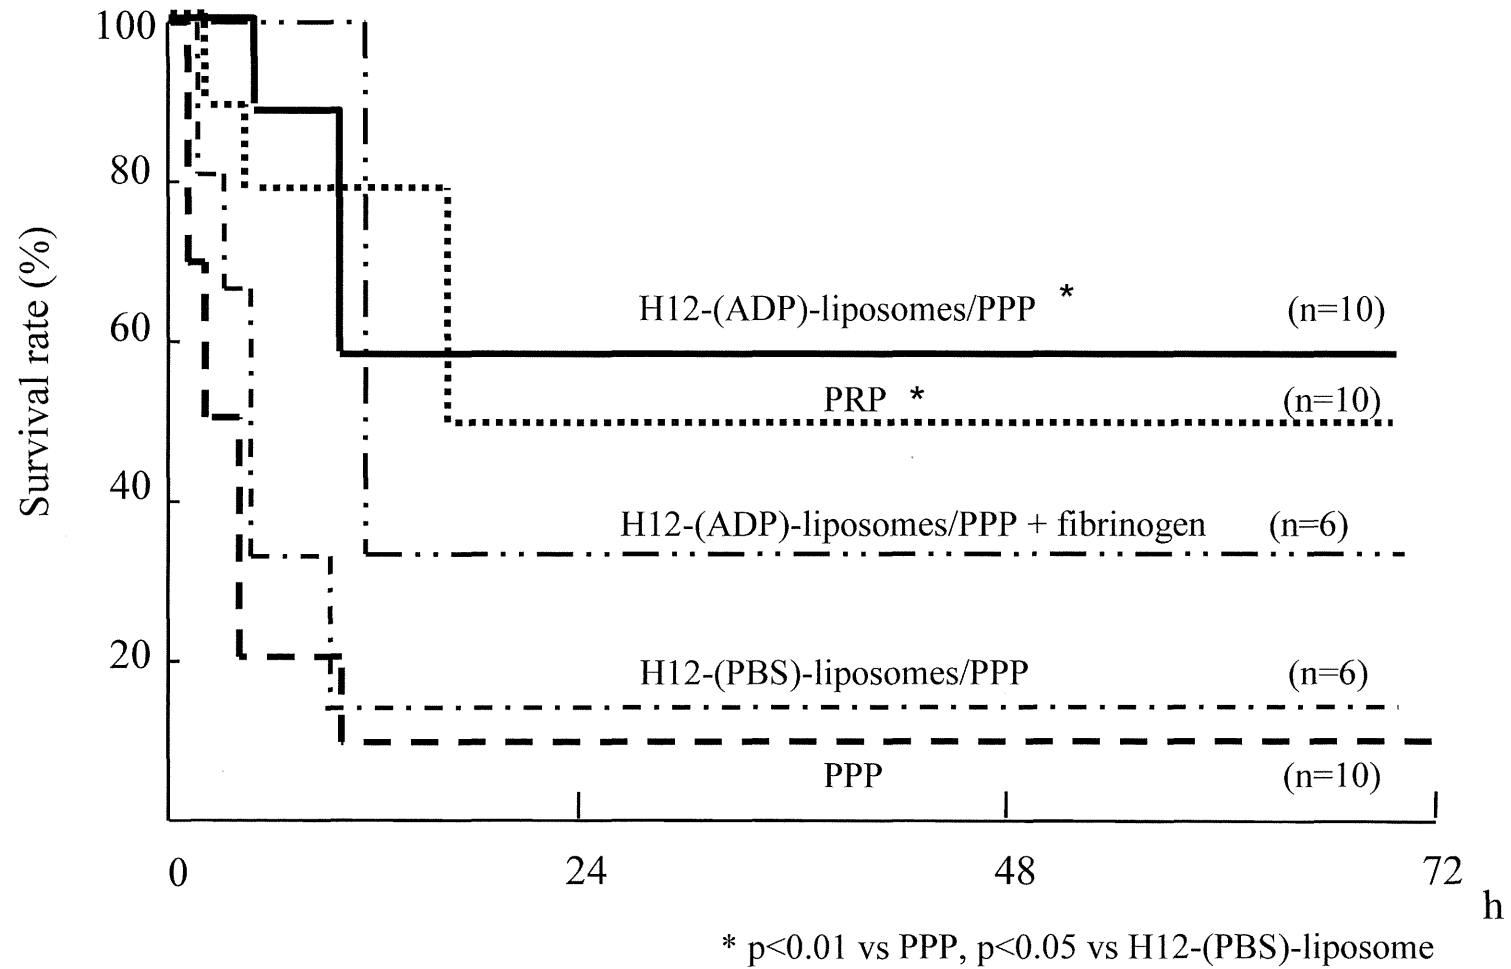 100
80
60
40
20
Survival rate (%)
H12-(ADP)-liposomes/PPP * (n=10)
PRP * (n=10)
H12-(ADP)-liposomes/PPP + fibrinogen (n=6)
H12-(PBS)-liposomes/PPP (n=6)
PPP (n=10)
0 24 48 72
h
* p<0.01 vs PPP, p<0.05 vs H12-(PBS)-liposome